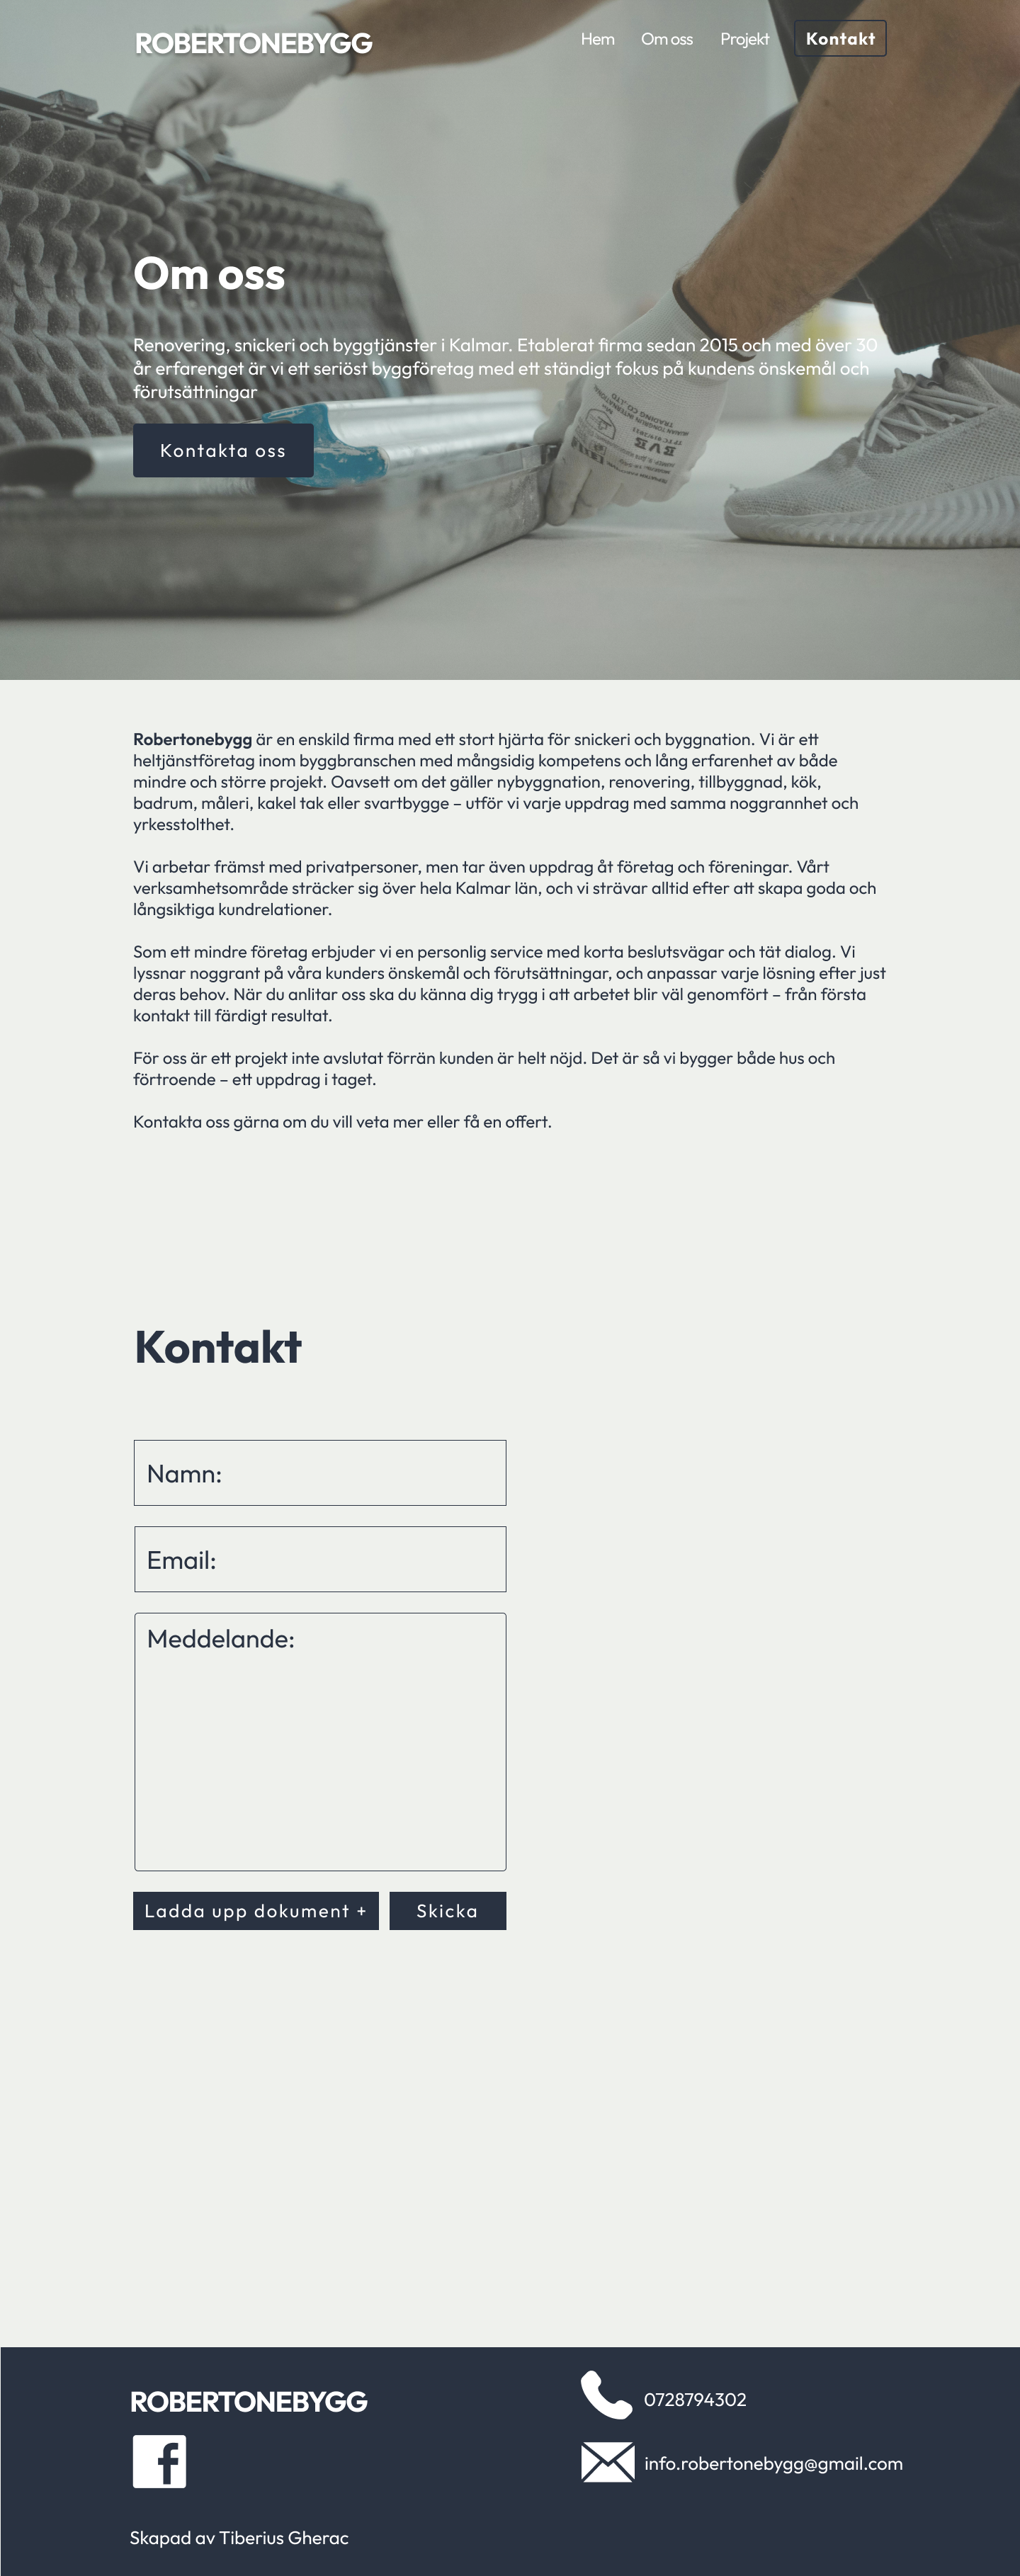 ROBERTONEBYGG
Hem Om oss Projekt Kontakt
Om oss
Renovering, snickeri och byggtjänster i Kalmar. Etablerat firma sedan 2015 och med över 30
år erfarenget är vi ett seriöst byggföretag med ett ständigt fokus på kundens önskemål och
förutsättningar
Kontakta oss
BVB
Robertonebygg är en enskild firma med ett stort hjärta för snickeri och byggnation. Vi är ett
heltjänstföretag inom byggbranschen med mångsidig kompetens och lång erfarenhet av både
mindre och större projekt. Oavsett om det gäller nybyggnation, renovering, tillbyggnad, kök,
badrum, måleri, kakel tak eller svartbygge – utför vi varje uppdrag med samma noggrannhet och
yrkesstolthet.
Vi arbetar främst med privatpersoner, men tar även uppdrag åt företag och föreningar. Vårt
verksamhetsområde sträcker sig över hela Kalmar län, och vi strävar alltid efter att skapa goda och
långsiktiga kundrelationer.
Som ett mindre företag erbjuder vi en personlig service med korta beslutsvägar och tät dialog. Vi
lyssnar noggrant på våra kunders önskemål och förutsättningar, och anpassar varje lösning efter just
deras behov. När du anlitar oss ska du känna dig trygg i att arbetet blir väl genomfört – från första
kontakt till färdigt resultat.
För oss är ett projekt inte avslutat förrän kunden är helt nöjd. Det är så vi bygger både hus och
förtroende – ett uppdrag i taget.
Kontakta oss gärna om du vill veta mer eller få en offert.
Kontakt
Namn:
Email:
Meddelande:
Ladda upp dokument + Skicka
ROBERTONEBYGG
0728794302
info.robertonebygg@gmail.com
Skapad av Tiberius Gherac